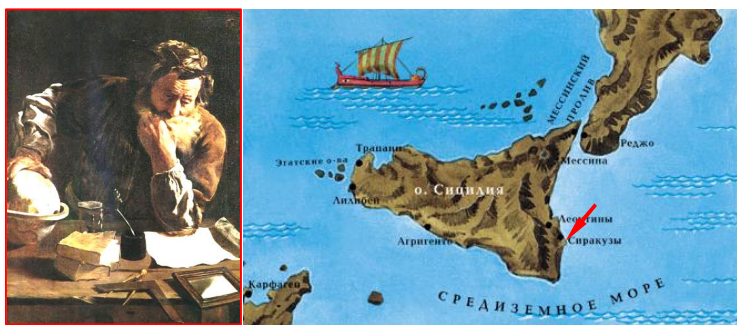 МЕССИНСКИЙ
ПРОЛИВ
Реджо
Трапани
Мессина
Эгатские о-ва
о. Сицилия
Лилибей
Леонтины
Агригенто
Сиракузы
Карфаген
СРЕДИЗЕМНОЕ МОРЕ